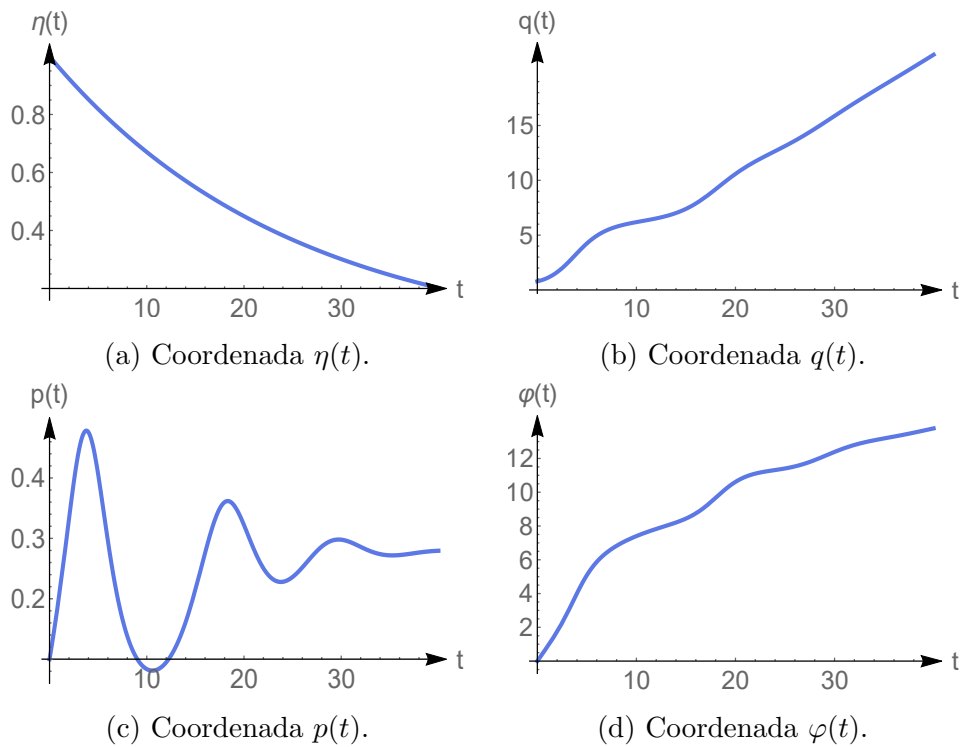 η(t)
0.8
0.6
0.4
10 20 30
t
(a) Coordenada η(t).
q(t)
15
10
5
10 20 30
t
(b) Coordenada q(t).
p(t)
0.4
0.3
0.2
10 20 30
t
(c) Coordenada p(t).
φ(t)
12
10
8
6
4
2
10 20 30
t
(d) Coordenada φ(t).